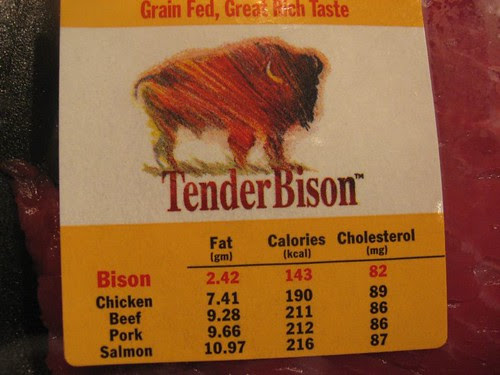 Grain Fed, Great Rich Taste
TenderBison™
Fat Calories Cholesterol
(gm) (kcal) (mg)
Bison 2.42 143 82
Chicken 7.41 190 89
Beef 9.28 211 86
Pork 9.66 212 86
Salmon 10.97 216 87